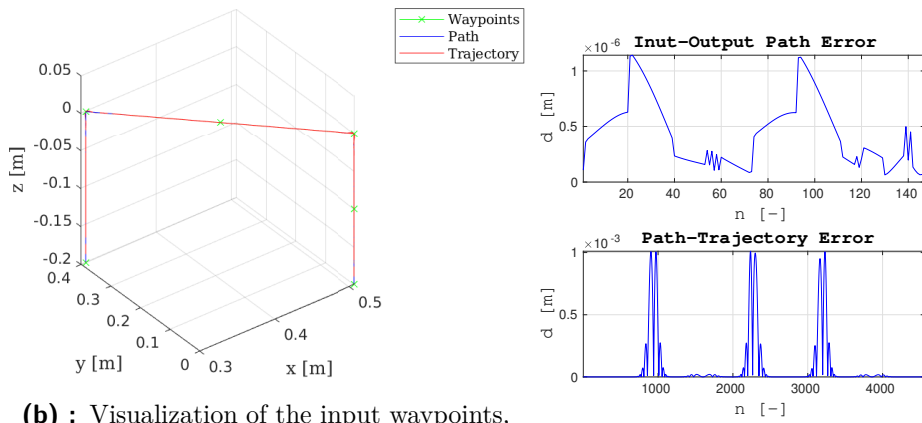 Waypoints
Path
Trajectory
0.05
0
-0.05
-0.1
-0.15
-0.2
z [m]
0.4
0.3
0.2
0.1
0
y [m]
0.3
0.4
0.5
x [m]
(b) : Visualization of the input waypoints,
×10⁻⁶ Inut-Output Path Error
1
0.5
0
d [m]
20 40 60 80 100 120 140
n [-]
×10⁻³ Path-Trajectory Error
1
0.5
0
d [m]
1000 2000 3000 4000
n [-]